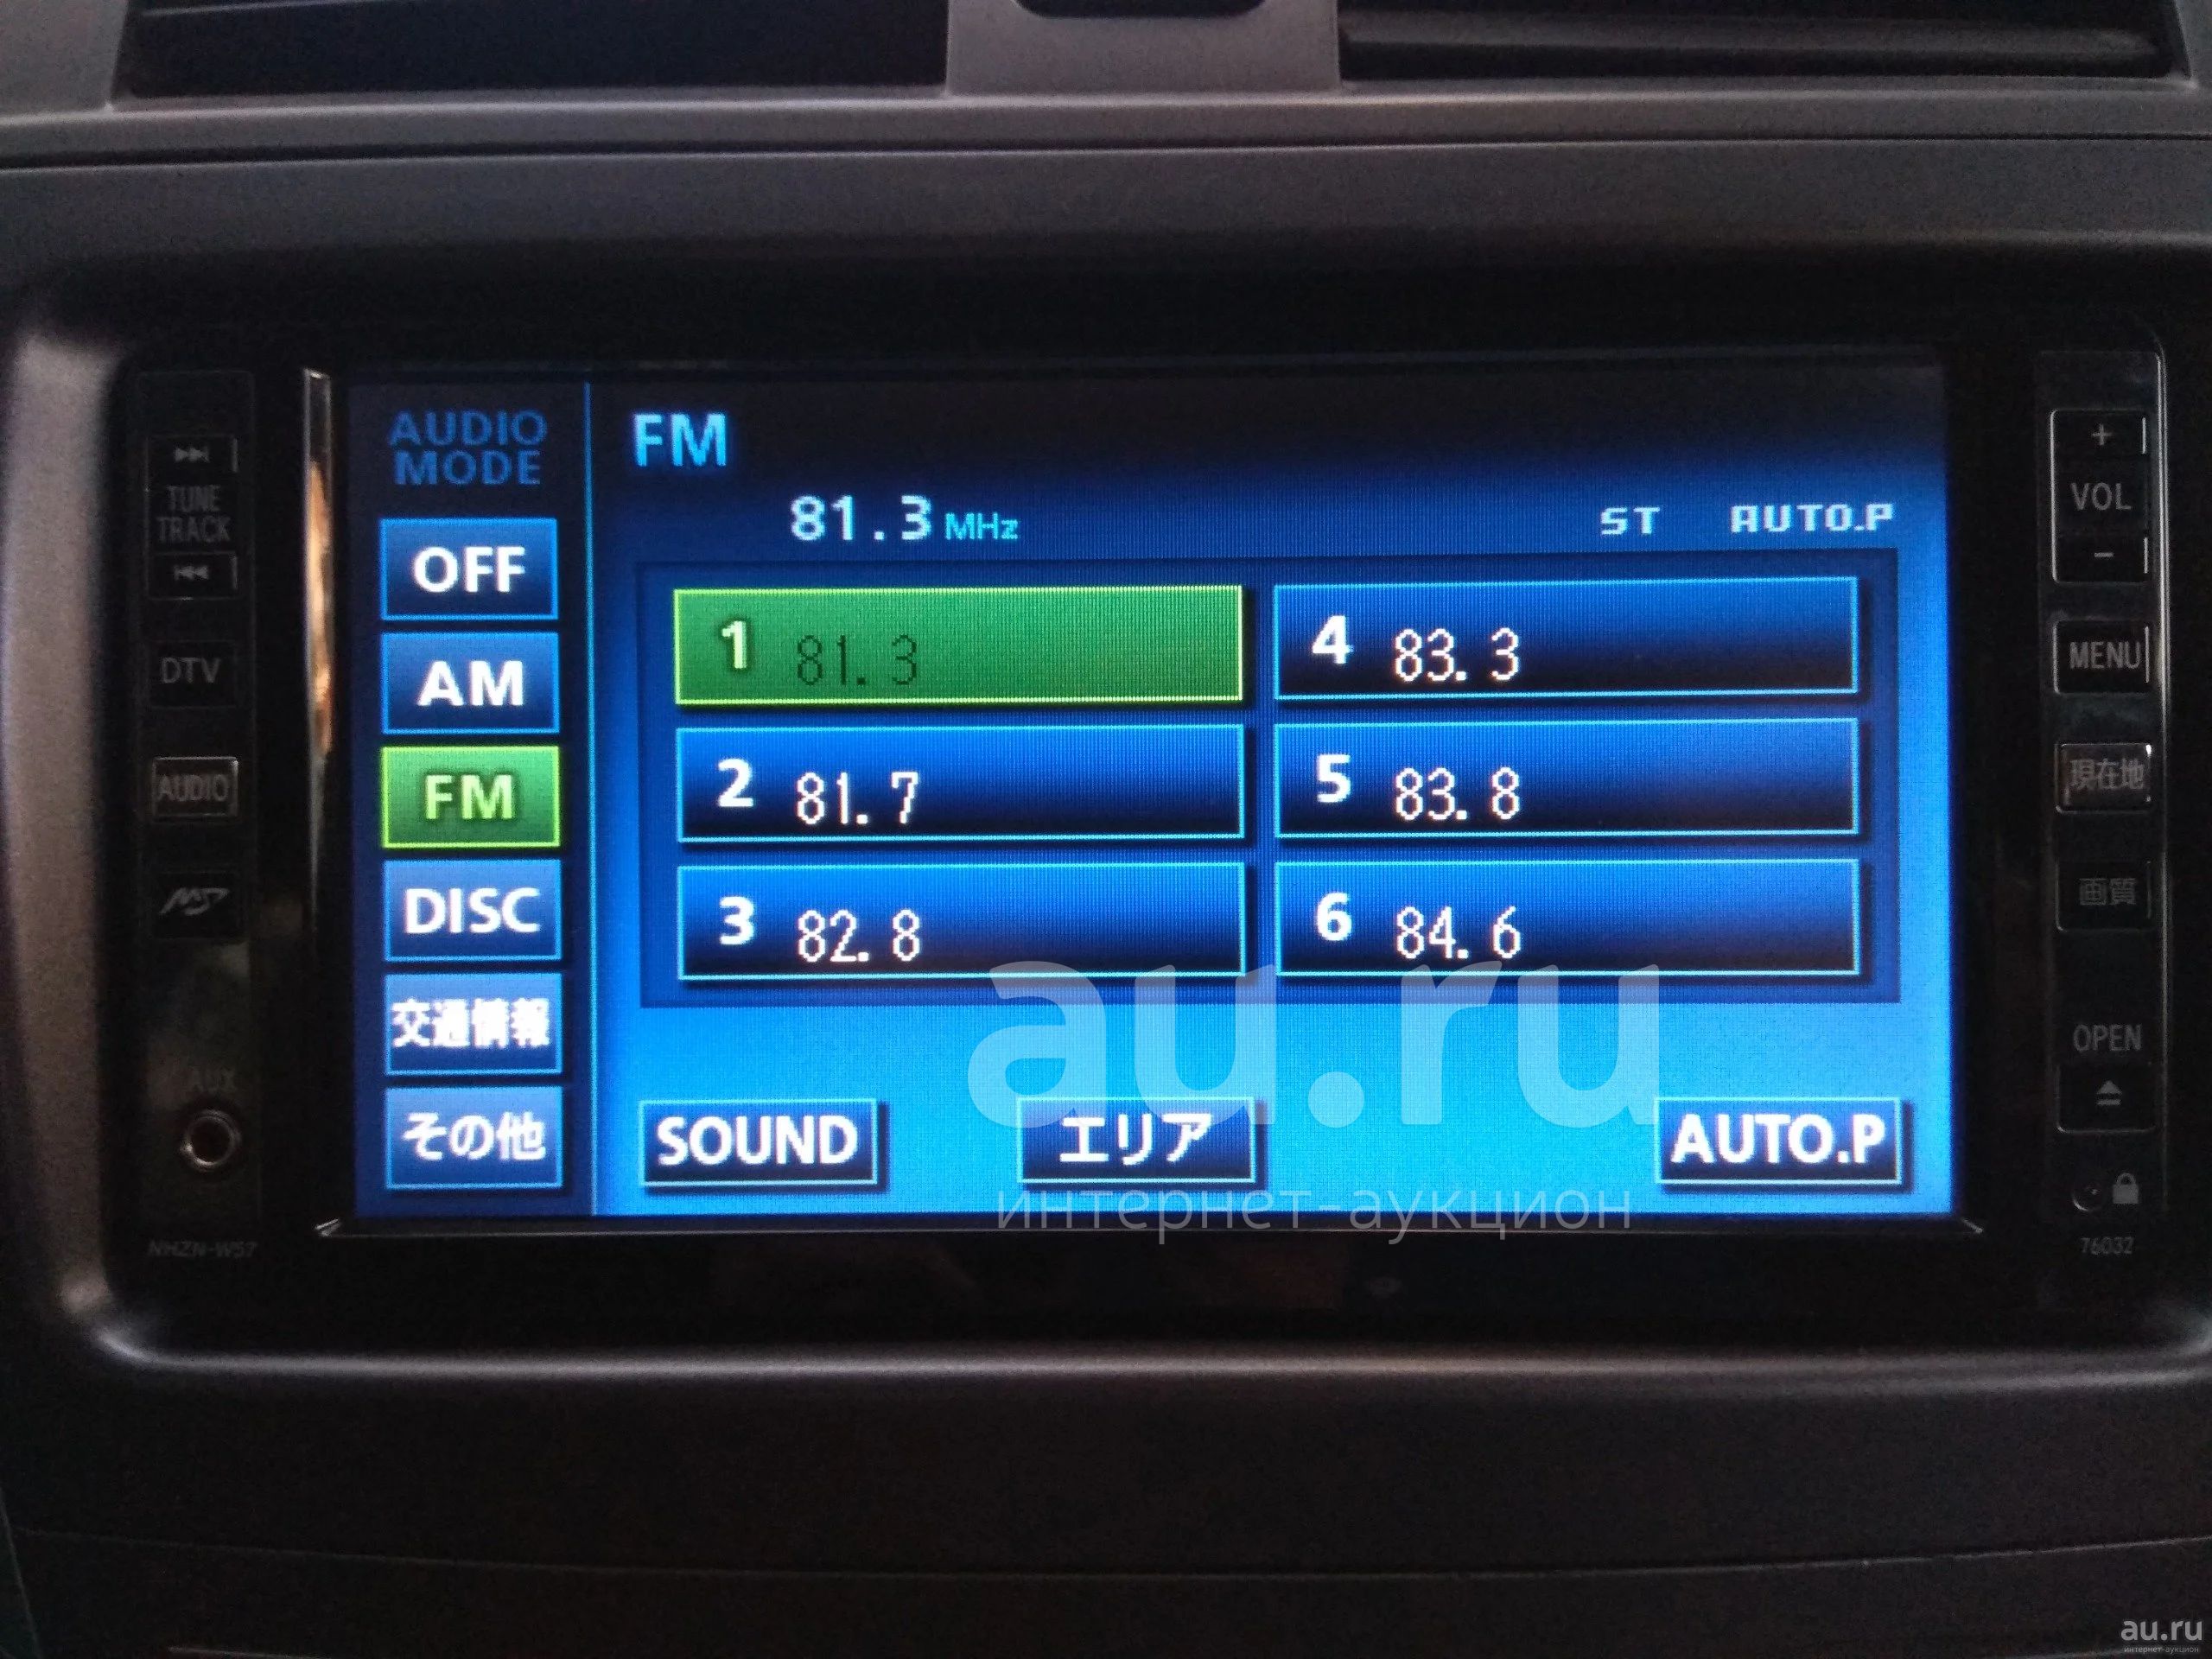 AUDIO
MODE
OFF
AM
FM
DISC
交通情報
その他
FM
81.3 MHz
ST AUTO.P
1 81.3
2 81.7
3 82.8
4 83.3
5 83.8
6 84.6
SOUND
エリア
AUTO.P
TUNE
TRACK
DTV
AUDIO
AUX
NHZN-W57
+
VOL
-
MENU
現在地
画質
OPEN
76032
au.ru
интернет-аукцион
au.ru
интернет-аукцион